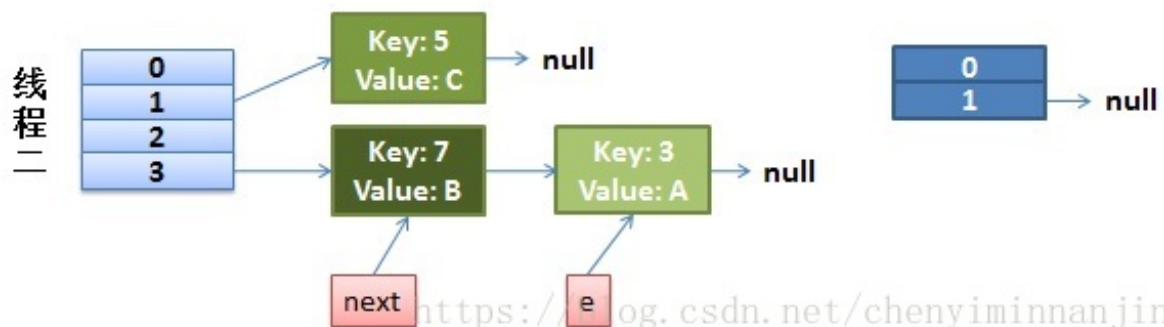 线程二
0
1
2
3
Key: 5
Value: C
null
Key: 7
Value: B
Key: 3
Value: A
null
next
e
0
1
null
https://blog.csdn.net/chenyiminnanjin